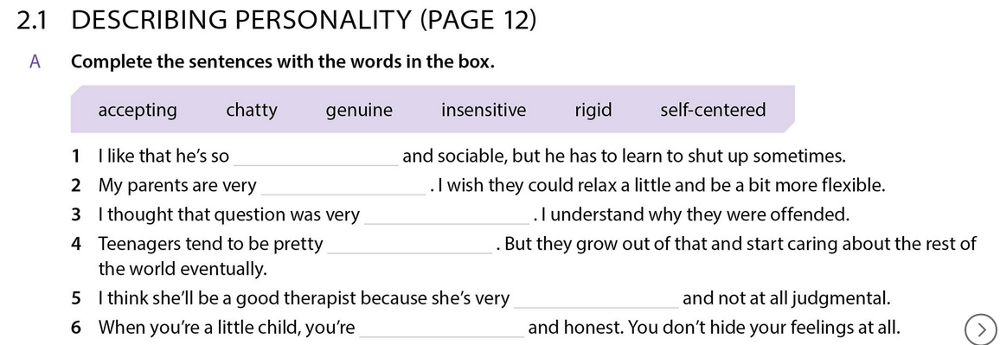 2.1 DESCRIBING PERSONALITY (PAGE 12)
A Complete the sentences with the words in the box.
accepting chatty genuine insensitive rigid self-centered
1 I like that he's so ____ and sociable, but he has to learn to shut up sometimes.
2 My parents are very ____. I wish they could relax a little and be a bit more flexible.
3 I thought that question was very ____. I understand why they were offended.
4 Teenagers tend to be pretty ____. But they grow out of that and start caring about the rest of
the world eventually.
5 I think she'll be a good therapist because she's very ____ and not at all judgmental.
6 When you're a little child, you're ____ and honest. You don't hide your feelings at all.